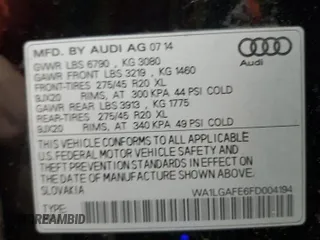 MFD. BY AUDI AG 07 14
GVWR LBS 6790 , KG 3080
GAWR FRONT LBS 3219 , KG 1460
FRONT-TIRES 275/45 R20 XL
9JX20 RIMS, AT 300 KPA 44 PSI COLD
GAWR REAR LBS 3913 , KG 1775
REAR-TIRES 275/45 R20 XL
9JX20 RIMS, AT 340 KPA 49 PSI COLD
Audi
THIS VEHICLE CONFORMS TO ALL APPLICABLE
U.S. FEDERAL MOTOR VEHICLE SAFETY, BUMPER AND
THEFT PREVENTION STANDARDS IN EFFECT ON
THE DATE OF MANUFACTURE SHOWN ABOVE.
SLOVAKIA WA1LGAFE6FD004194
TYPE: